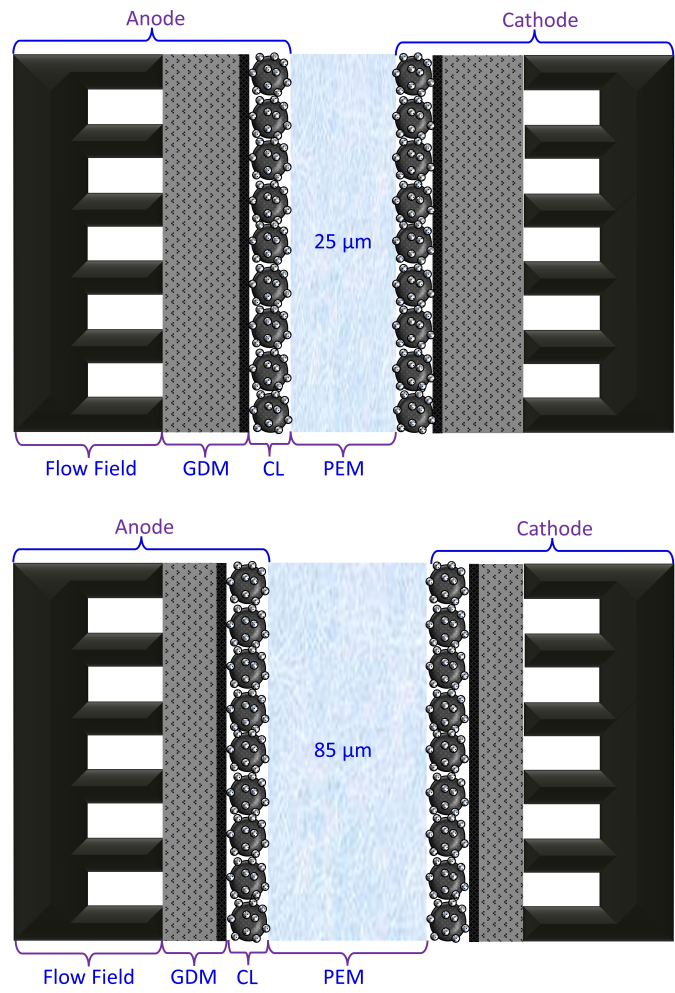 Anode
Cathode
25 µm
Flow Field
GDM
CL
PEM
Anode
Cathode
85 µm
Flow Field
GDM
CL
PEM